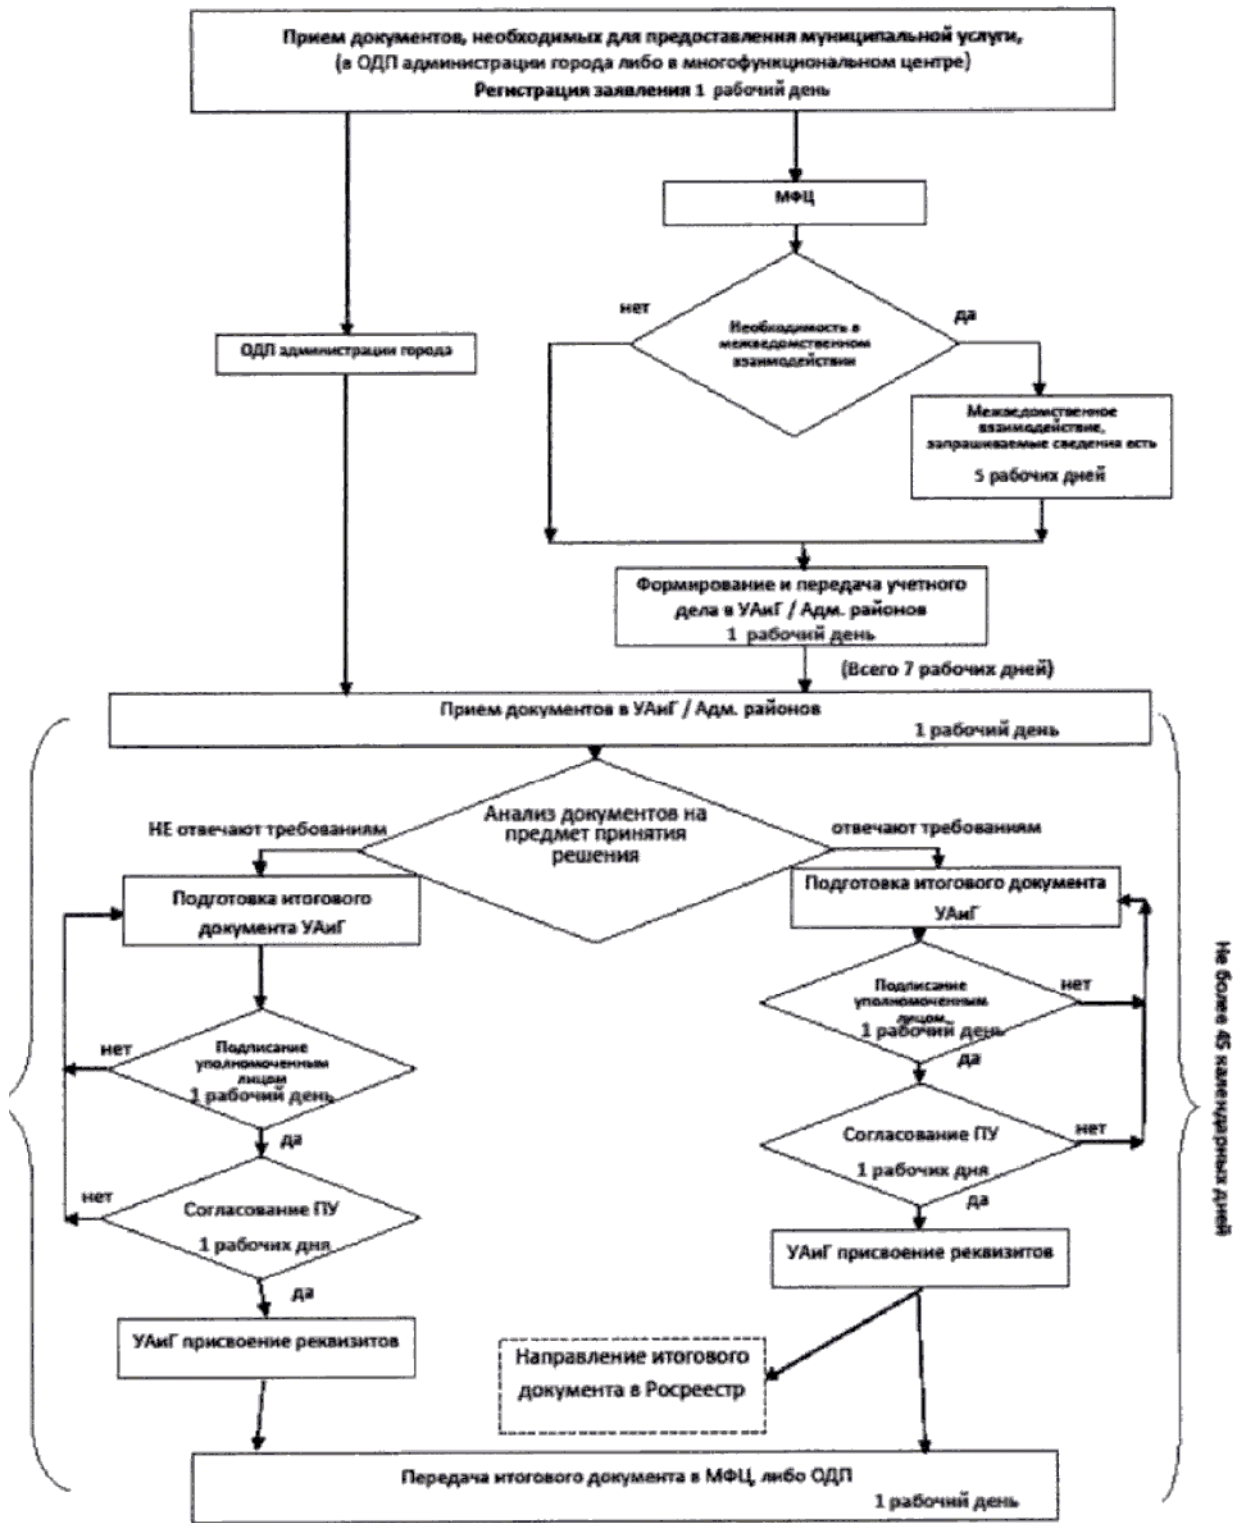 Прием документов, необходимых для предоставления муниципальной услуги,
(в ОДП администрации города либо в многофункциональном центре)
Регистрация заявления 1 рабочий день
МФЦ
нет
да
Необходимость в
межведомственном
взаимодействии
ОДП администрации города
Межведомственное
взаимодействие,
запрашиваемые сведения есть
5 рабочих дней
Формирование и передача учетного
дела в УАиГ / Адм. районов
1 рабочий день
(Всего 7 рабочих дней)
Прием документов в УАиГ / Адм. районов
1 рабочий день
Анализ документов на
предмет принятия
решения
НЕ отвечают требованиям
отвечают требованиям
Подготовка итогового
документа УАиГ
Подготовка итогового документа
УАиГ
Подписание
уполномоченным
лицом
1 рабочий день
нет
да
Подписание
уполномоченным
лицом
1 рабочий день
нет
да
Согласование ПУ
1 рабочих дня
нет
да
Согласование ПУ
1 рабочих дня
нет
да
УАиГ присвоение реквизитов
УАиГ присвоение реквизитов
Направление итогового
документа в Росреестр
Передача итогового документа в МФЦ, либо ОДП
1 рабочий день
Не более 45 календарных дней